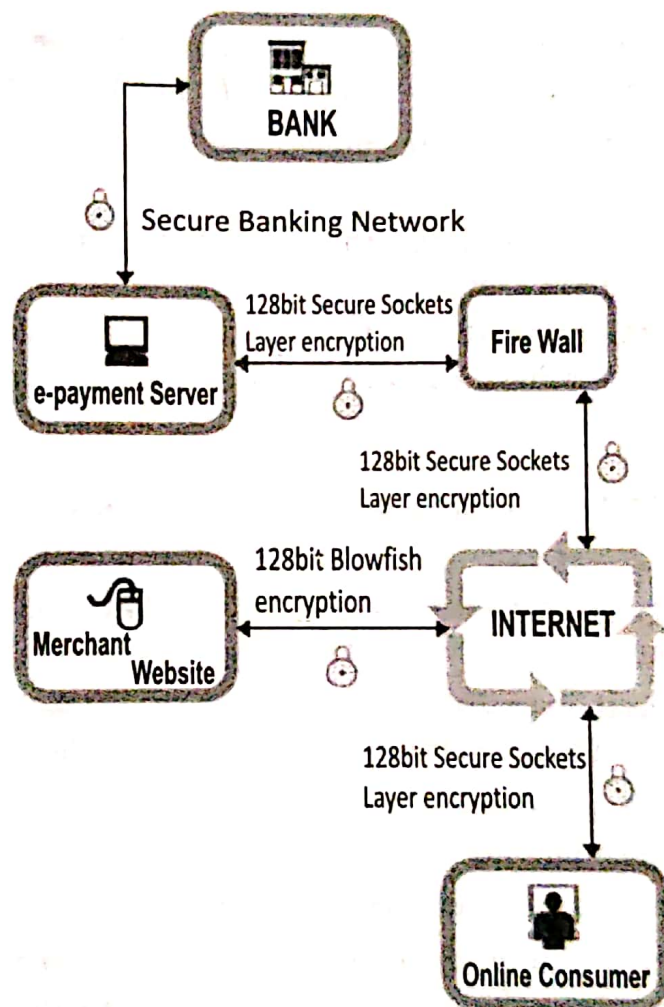 BANK
Secure Banking Network
e-payment Server
128bit Secure Sockets
Layer encryption
Fire Wall
128bit Secure Sockets
Layer encryption
128bit Blowfish
encryption
Merchant
Website
INTERNET
128bit Secure Sockets
Layer encryption
Online Consumer